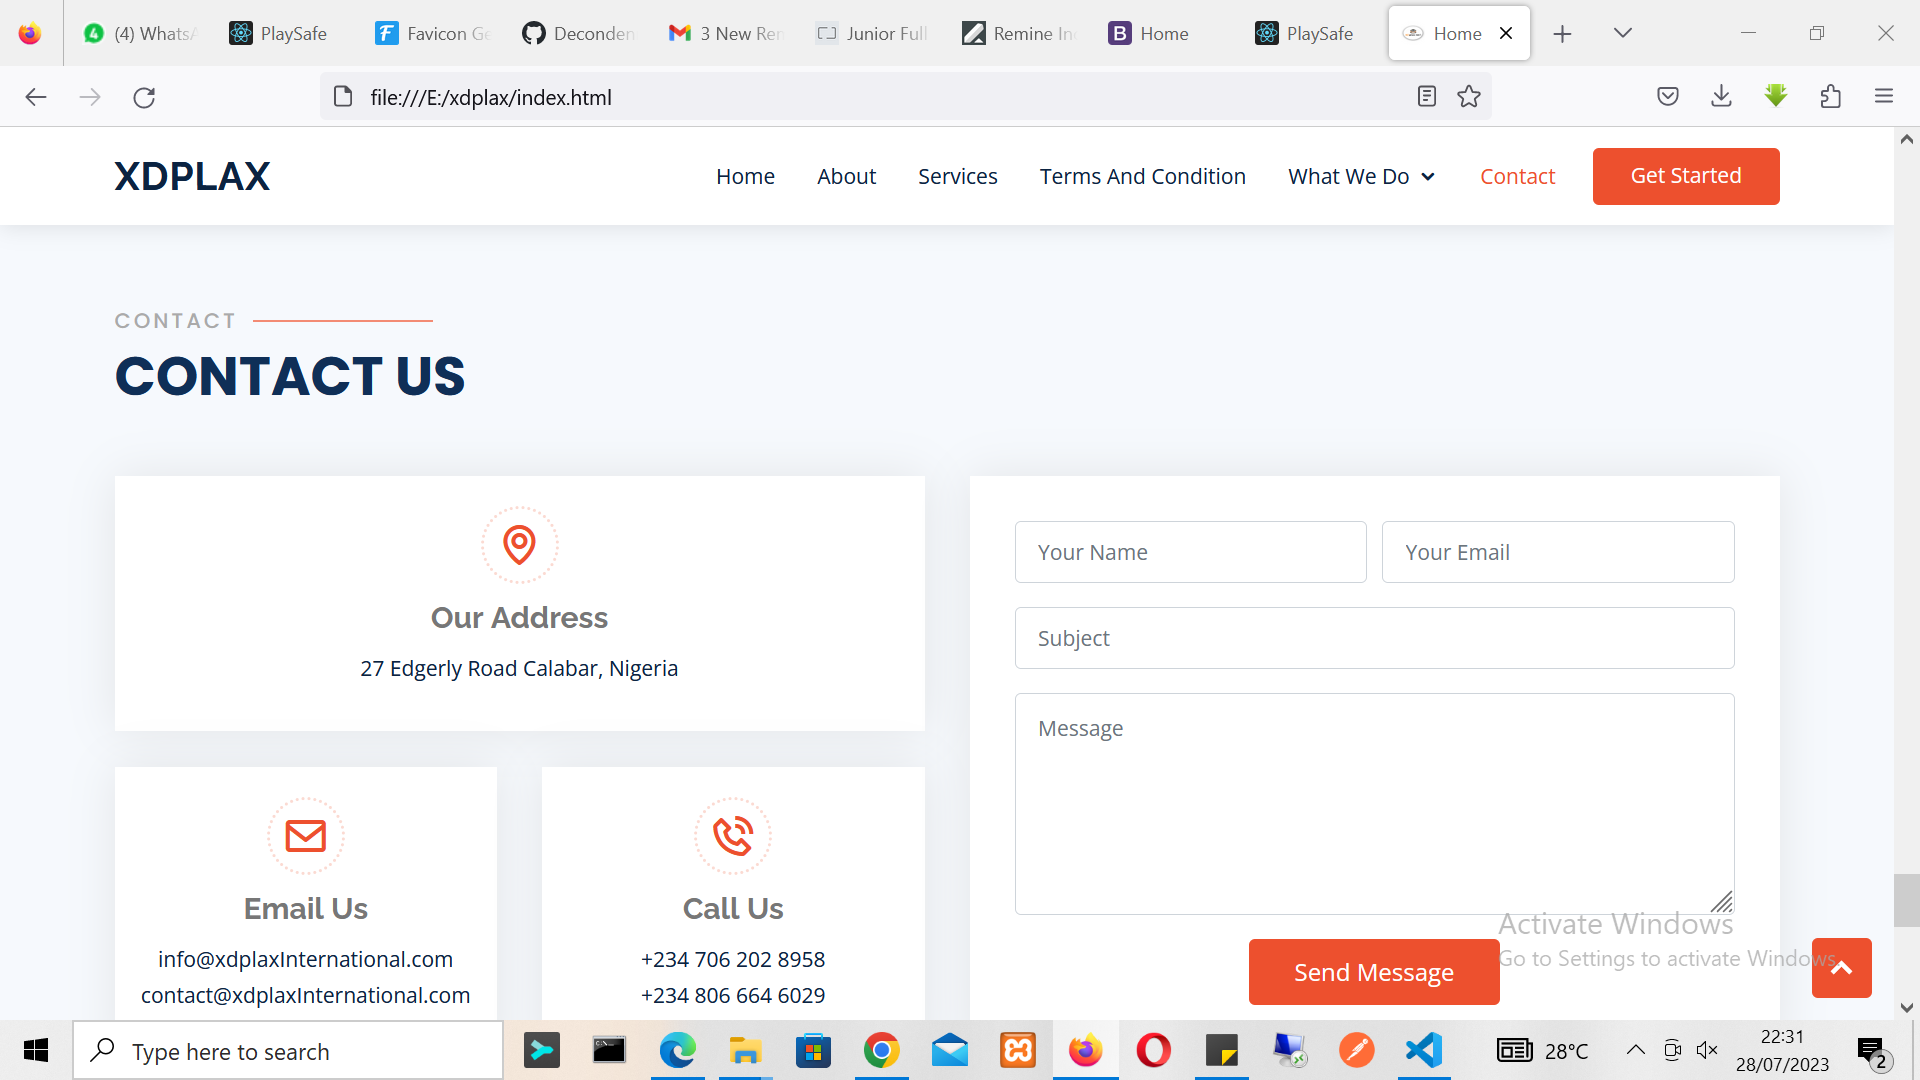 (4) Whats
PlaySafe
Favicon Ge
Deconden
3 New Rem
Junior Full
Remine In
Home
PlaySafe
Home
file:///E:/xdplax/index.html
XDPLAX
Home
About
Services
Terms And Condition
What We Do
Contact
Get Started
CONTACT
CONTACT US
Our Address
27 Edgerly Road Calabar, Nigeria
Your Name
Your Email
Subject
Message
Send Message
Email Us
info@xdplaxInternational.com
contact@xdplaxInternational.com
Call Us
+234 706 202 8958
+234 806 664 6029
Activate Windows
Go to Settings to activate Windows.
Type here to search
28°C
22:31
28/07/2023
2